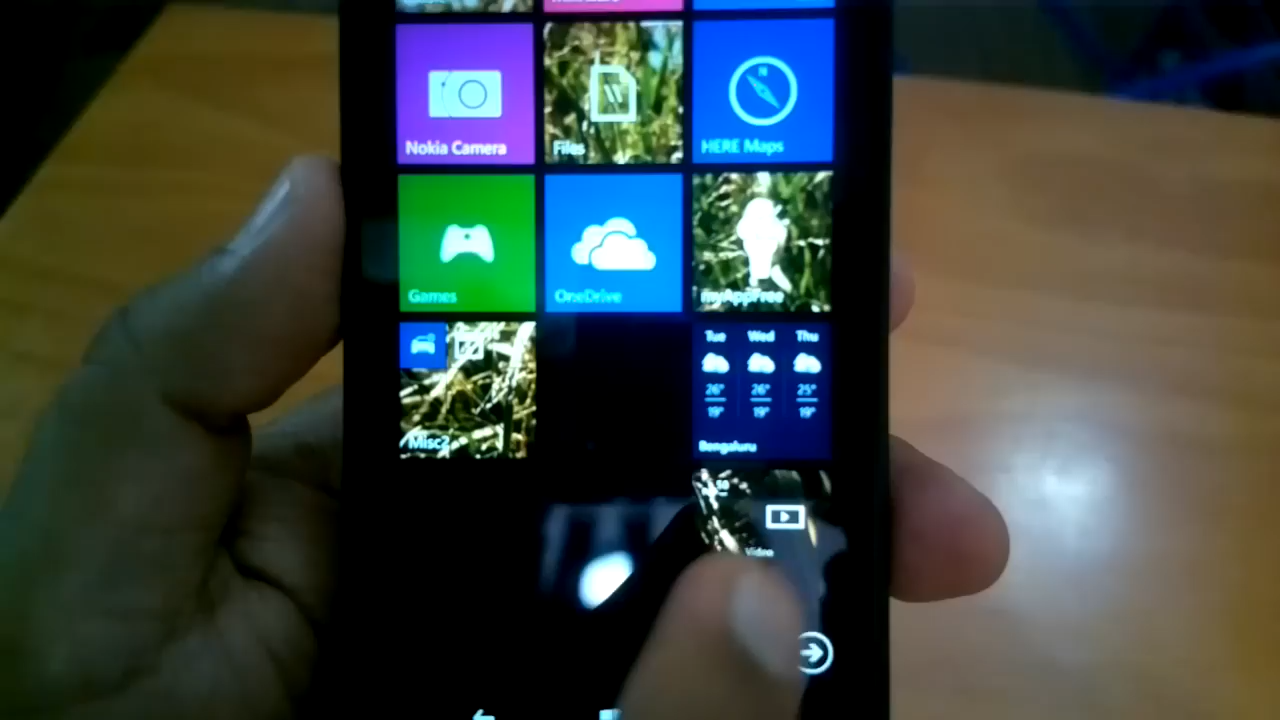 Nokia Camera
Files
N
HERE Maps
Games
OneDrive
myAppFree
Misc2
Tue Wed Thu
26° 26° 25°
19° 19° 19°
Bengaluru
Video